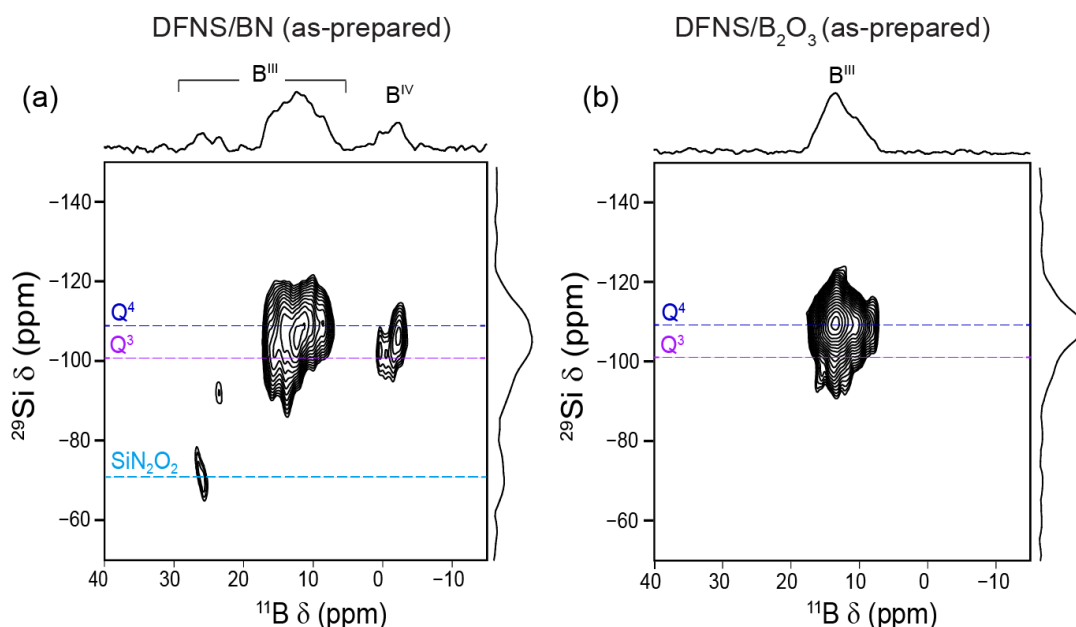 DFNS/BN (as-prepared)
DFNS/B₂O₃ (as-prepared)
(a)
Bᴵᴵᴵ
Bᴵⱽ
(b)
Bᴵᴵᴵ
²⁹Si δ (ppm)
−140
−120
−100
−80
−60
Q⁴
Q³
SiN₂O₂
40
30
20
10
0
−10
¹¹B δ (ppm)
²⁹Si δ (ppm)
−140
−120
−100
−80
−60
Q⁴
Q³
40
30
20
10
0
−10
¹¹B δ (ppm)